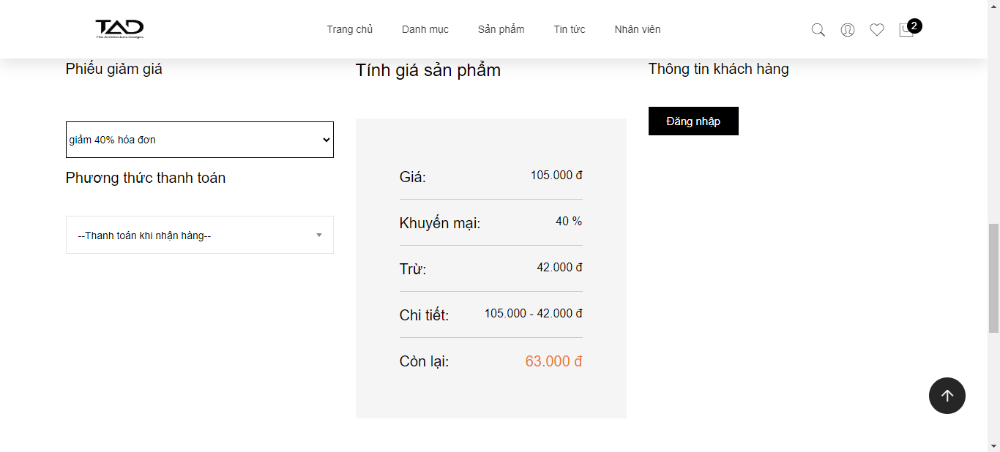 TAD
The Architecture Designs
Trang chủ
Danh mục
Sản phẩm
Tin tức
Nhân viên
2
Phiếu giảm giá
giảm 40% hóa đơn
Phương thức thanh toán
--Thanh toán khi nhận hàng--
Tính giá sản phẩm
Giá: 105.000 đ
Khuyến mại: 40 %
Trừ: 42.000 đ
Chi tiết: 105.000 - 42.000 đ
Còn lại: 63.000 đ
Thông tin khách hàng
Đăng nhập